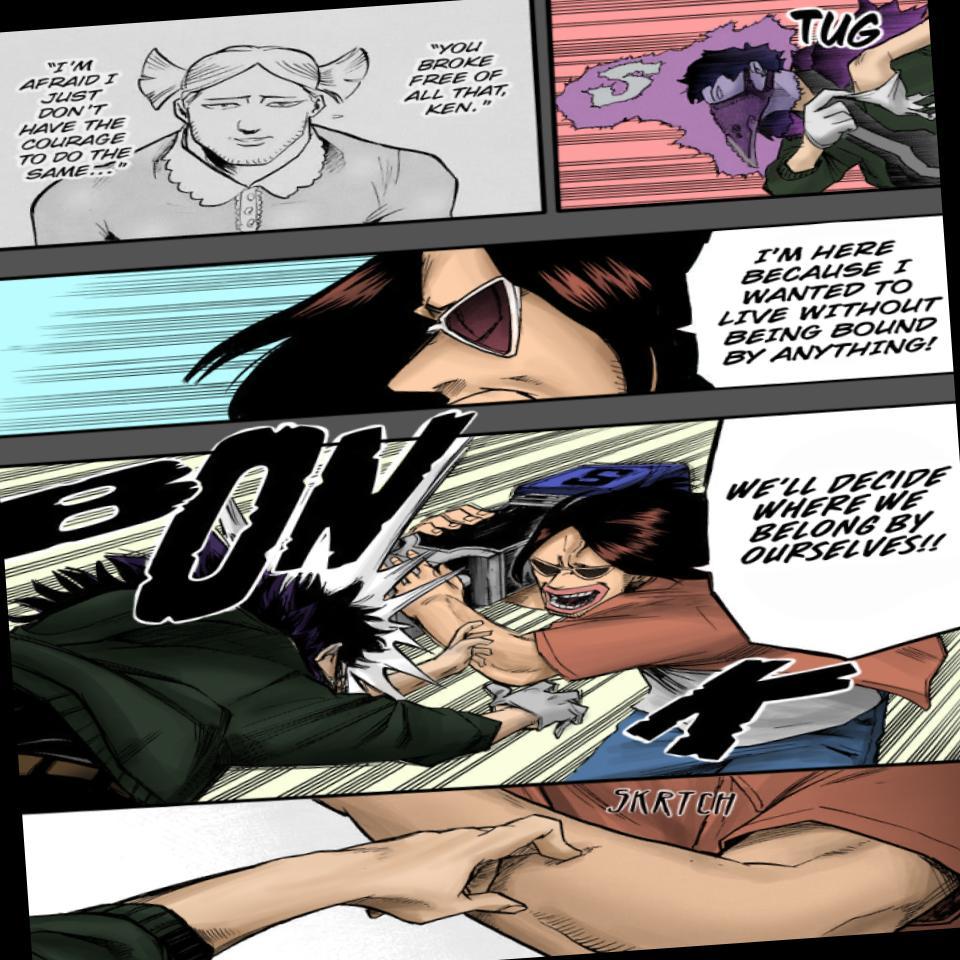 "YOU
BROKE
FREE OF
ALL THAT,
KEN."
"I'M
AFRAID I
JUST
DON'T
HAVE THE
COURAGE
TO DO THE
SAME..."
TUG
S
I'M HERE
BECAUSE I
WANTED TO
LIVE WITHOUT
BEING BOUND
BY ANYTHING!
WE'LL DECIDE
WHERE WE
BELONG BY
OURSELVES!!
S
BONK
SKRTCH